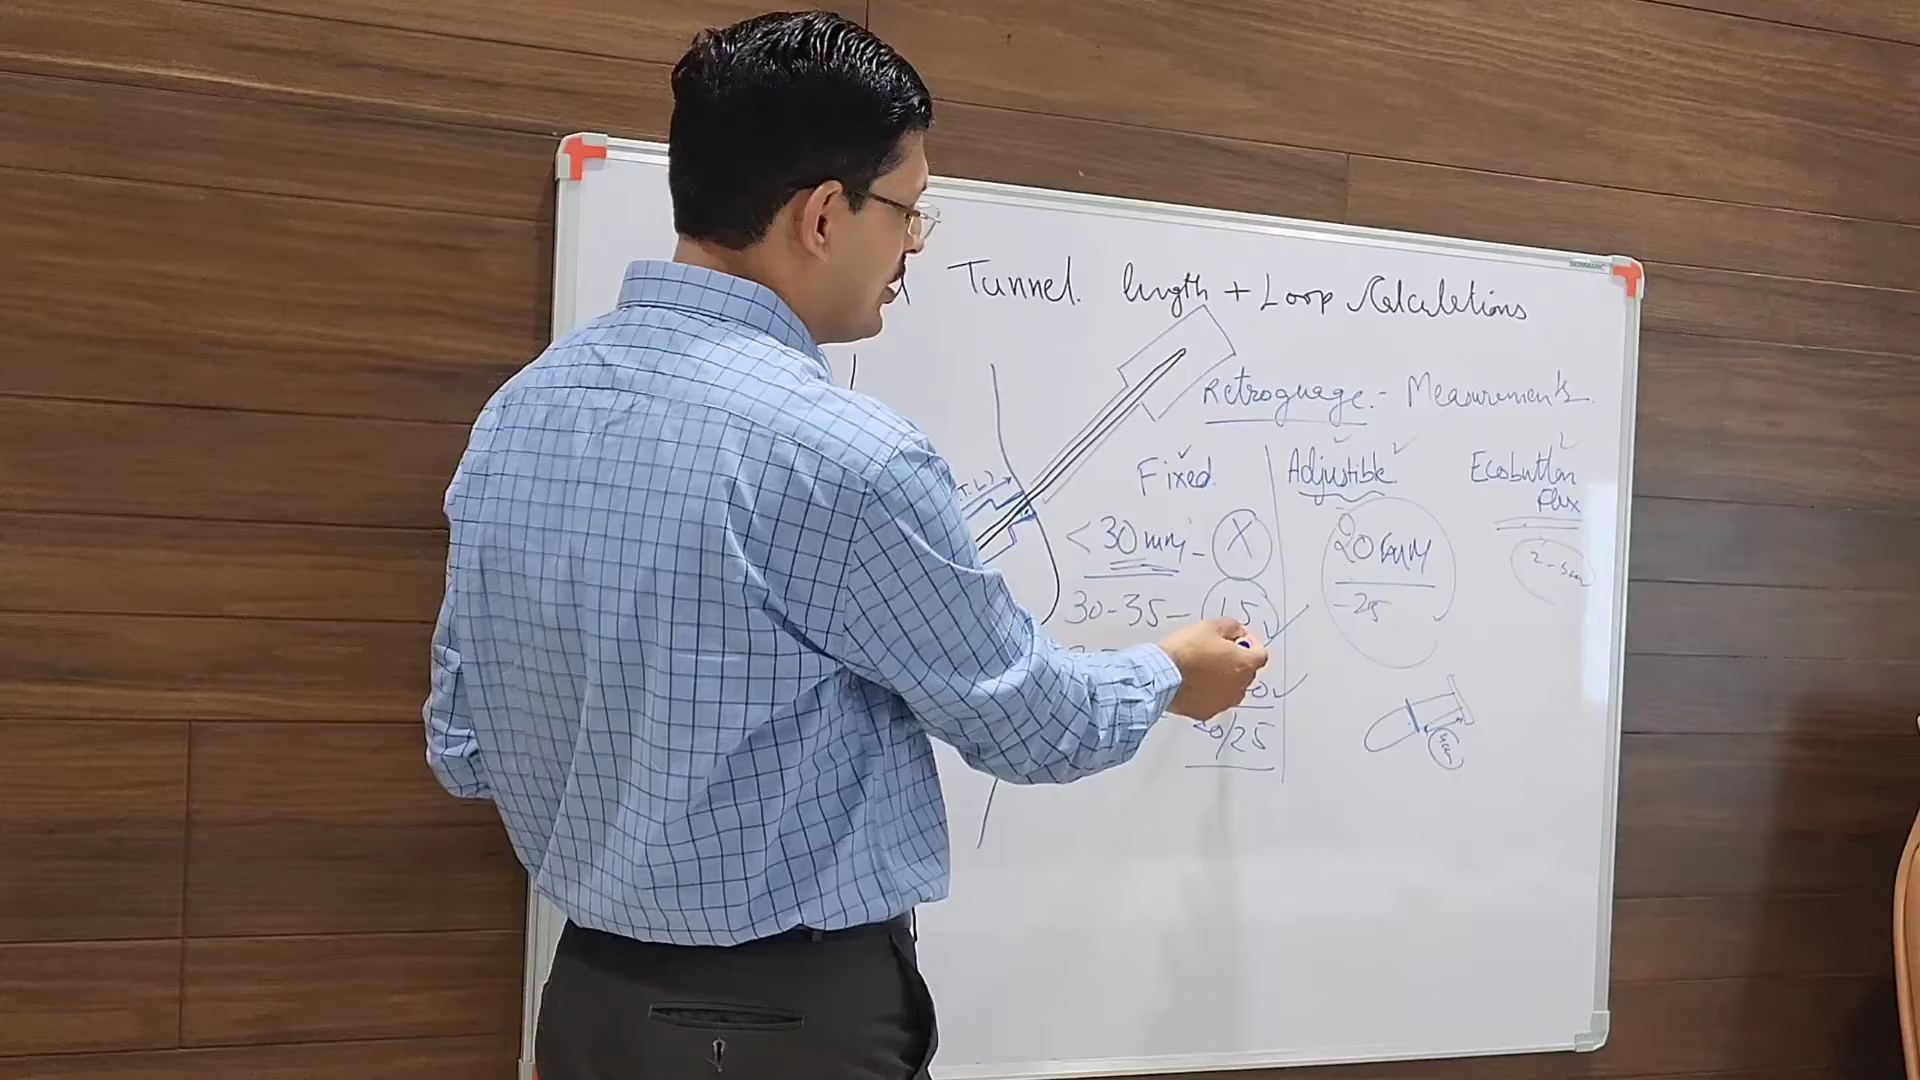 Tunnel. length + Loop Calculations
Retroguage:- Measurements.
Fixed. Adjustible Ecobutton
Flex
T.L)
<30 mm - X
20 mm
2-3cm
30-35- 15
-25
20/25